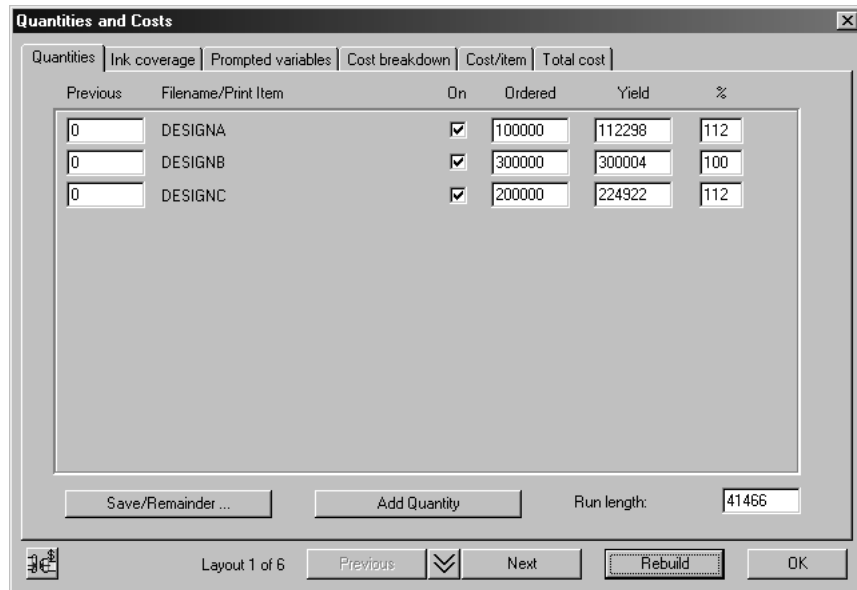 Quantities and Costs
Quantities Ink coverage Prompted variables Cost breakdown Cost/item Total cost
Previous Filename/Print Item On Ordered Yield %
0 DESIGNA 100000 112298 112
0 DESIGNB 300000 300004 100
0 DESIGNC 200000 224922 112
Save/Remainder ... Add Quantity Run length: 41466
Layout 1 of 6 Previous Next Rebuild OK